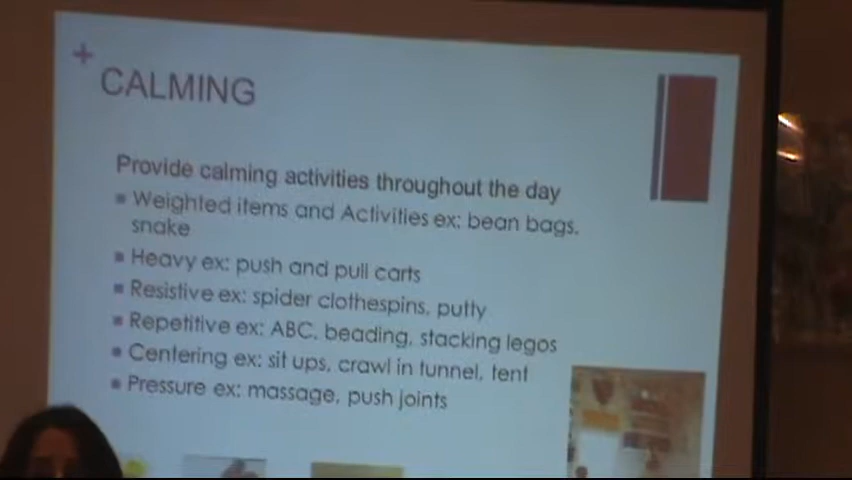 +
CALMING
Provide calming activities throughout the day
▪ Weighted items and Activities ex: bean bags,
snake
▪ Heavy ex: push and pull carts
▪ Resistive ex: spider clothespins, putty
▪ Repetitive ex: ABC, beading, stacking legos
▪ Centering ex: sit ups, crawl in tunnel, tent
▪ Pressure ex: massage, push joints